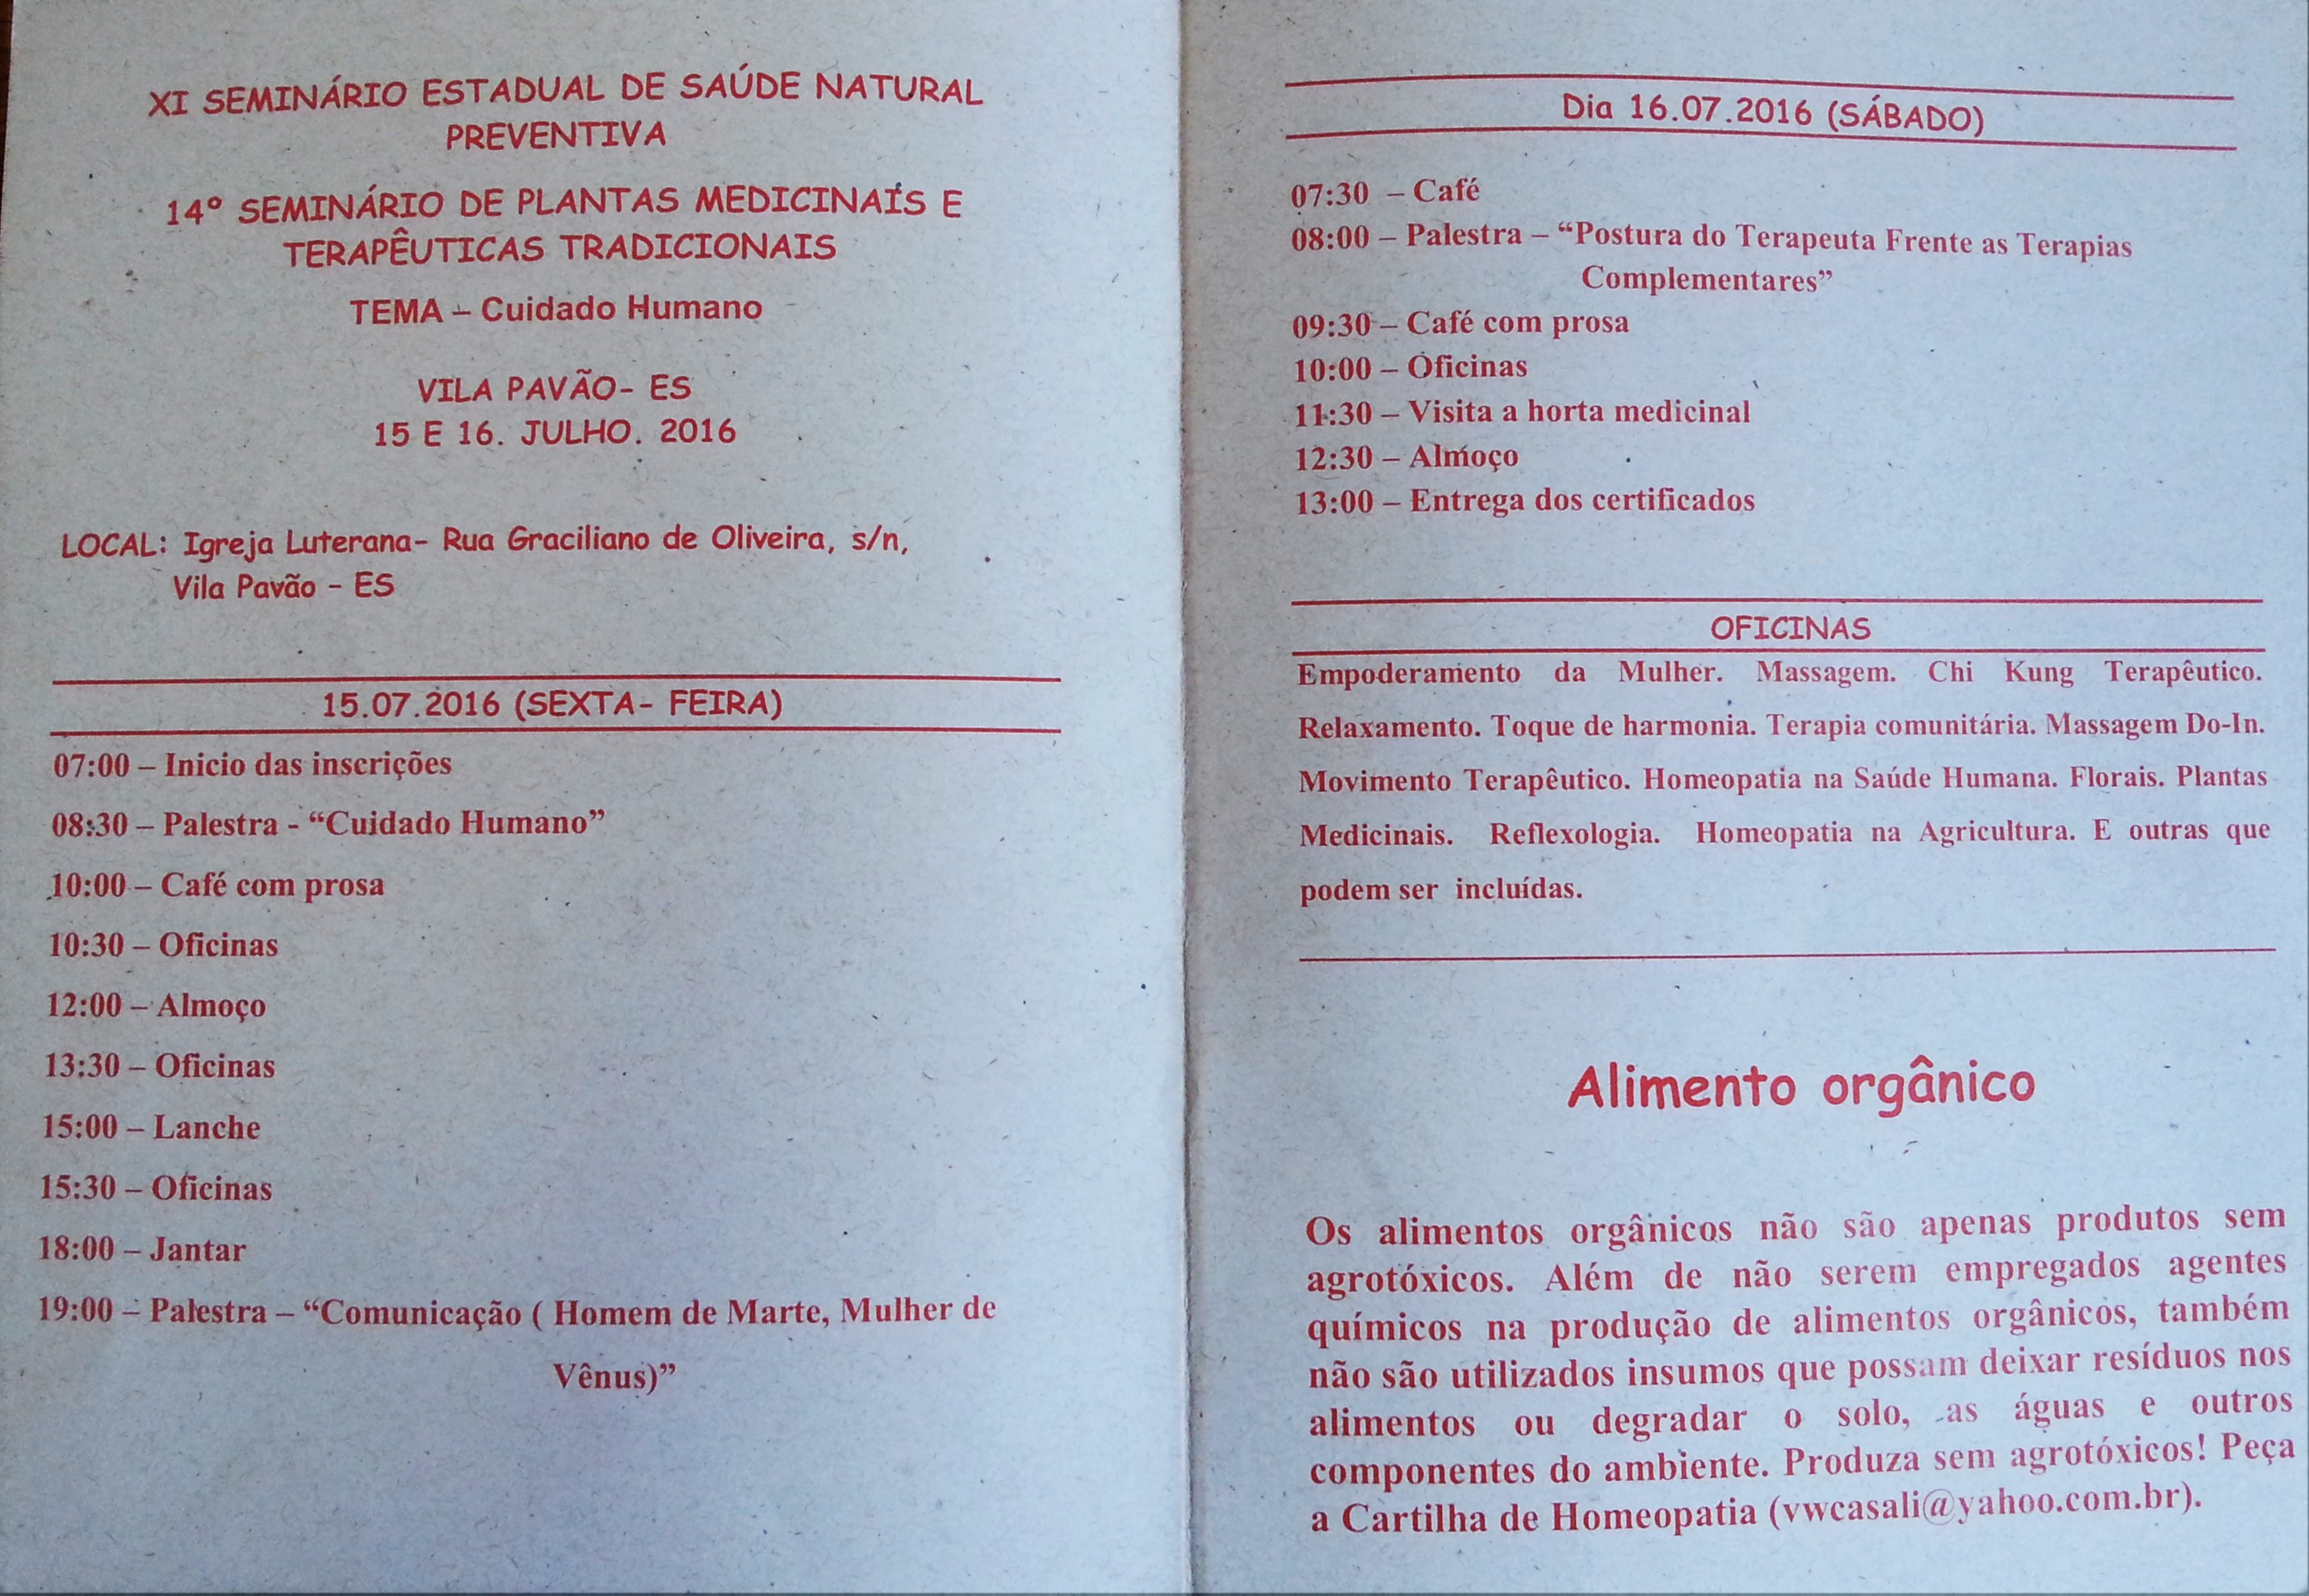 XI SEMINÁRIO ESTADUAL DE SAÚDE NATURAL
PREVENTIVA
14º SEMINÁRIO DE PLANTAS MEDICINAIS E
TERAPÊUTICAS TRADICIONAIS
TEMA – Cuidado Humano
VILA PAVÃO- ES
15 E 16. JULHO. 2016
LOCAL: Igreja Luterana- Rua Graciliano de Oliveira, s/n,
Vila Pavão - ES
15.07.2016 (SEXTA- FEIRA)
07:00 – Inicio das inscrições
08:30 – Palestra - “Cuidado Humano”
10:00 – Café com prosa
10:30 – Oficinas
12:00 – Almoço
13:30 – Oficinas
15:00 – Lanche
15:30 – Oficinas
18:00 – Jantar
19:00 – Palestra – “Comunicação ( Homem de Marte, Mulher de
Vênus)”
Dia 16.07.2016 (SÁBADO)
07:30 – Café
08:00 – Palestra – “Postura do Terapeuta Frente as Terapias
Complementares”
09:30 – Café com prosa
10:00 – Oficinas
11:30 – Visita a horta medicinal
12:30 – Almoço
13:00 – Entrega dos certificados
OFICINAS
Empoderamento da Mulher. Massagem. Chi Kung Terapêutico.
Relaxamento. Toque de harmonia. Terapia comunitária. Massagem Do-In.
Movimento Terapêutico. Homeopatia na Saúde Humana. Florais. Plantas
Medicinais. Reflexologia. Homeopatia na Agricultura. E outras que
podem ser incluídas.
Alimento orgânico
Os alimentos orgânicos não são apenas produtos sem
agrotóxicos. Além de não serem empregados agentes
químicos na produção de alimentos orgânicos, também
não são utilizados insumos que possam deixar resíduos nos
alimentos ou degradar o solo, as águas e outros
componentes do ambiente. Produza sem agrotóxicos! Peça
a Cartilha de Homeopatia (vwcasali@yahoo.com.br).